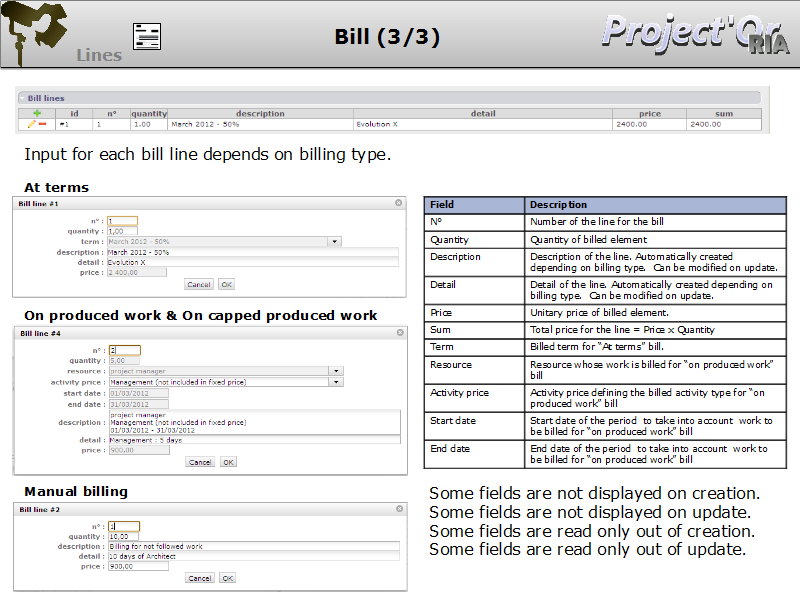 Lines
Bill (3/3)
Project'Or
RIA
Bill lines
id n° quantity description detail price sum
#1 1 1.00 March 2012 - 50% Evolution X 2400.00 2400.00
Input for each bill line depends on billing type.
At terms
Bill line #1
n° : 1
quantity : 1,00
term : March 2012 - 50%
description : March 2012 - 50%
detail : Evolution X
price : 2 400,00
Cancel OK
On produced work & On capped produced work
Bill line #4
n° : 2
quantity : 5,00
resource : project manager
activity price : Management (not included in fixed price)
start date : 01/03/2012
end date : 31/03/2012
project manager
description : Management (not included in fixed price)
01/03/2012 - 31/03/2012
detail : Management : 5 days
price : 900,00
Cancel OK
Manual billing
Bill line #2
n° : 1
quantity : 10,00
description : Billing for not followed work
detail : 10 days of Architect
price : 900,00
Cancel OK
Field Description
N° Number of the line for the bill
Quantity Quantity of billed element
Description Description of the line. Automatically created
depending on billing type. Can be modified on update.
Detail Detail of the line. Automatically created depending on
billing type. Can be modified on update.
Price Unitary price of billed element.
Sum Total price for the line = Price x Quantity
Term Billed term for “At terms” bill.
Resource Resource whose work is billed for “on produced work”
bill
Activity price Activity price defining the billed activity type for “on
produced work” bill
Start date Start date of the period to take into account work to
be billed for “on produced work” bill
End date End date of the period to take into account work to
be billed for “on produced work” bill
Some fields are not displayed on creation.
Some fields are not displayed on update.
Some fields are read only out of creation.
Some fields are read only out of update.